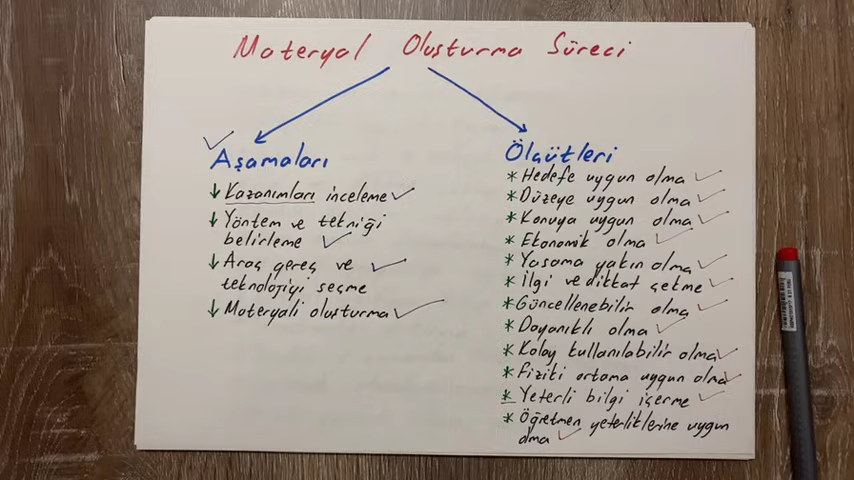 Materyal Oluşturma Süreci
Aşamaları
Kazanımları inceleme
Yöntem ve tekniği
belirleme
Araç gereç ve
teknolojiyi seçme
Materyali oluşturma
Ölçütleri
* Hedefe uygun olma
* Düzeye uygun olma
* Konuya uygun olma
* Ekonomik olma
* Yaşama yakın olma
* İlgi ve dikkat çekme
* Güncellenebilir olma
* Dayanıklı olma
* Kolay kullanılabilir olma
* Fiziki ortama uygun olma
* Yeterli bilgi içerme
* Öğretmen yeterliklerine uygun
olma